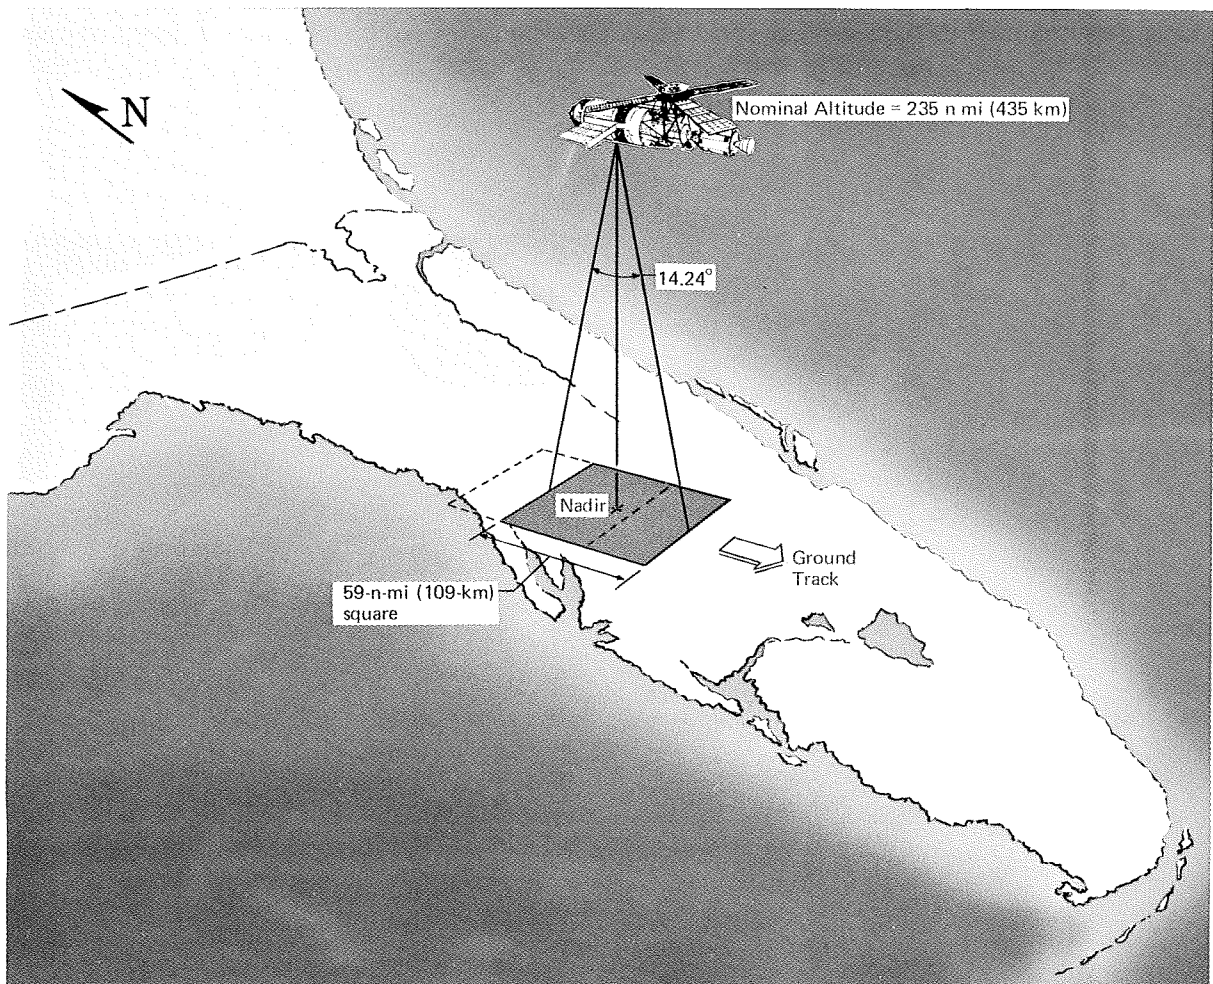 N
Nominal Altitude = 235 n mi (435 km)
14.24°
Nadir
Ground
Track
59-n-mi (109-km)
square